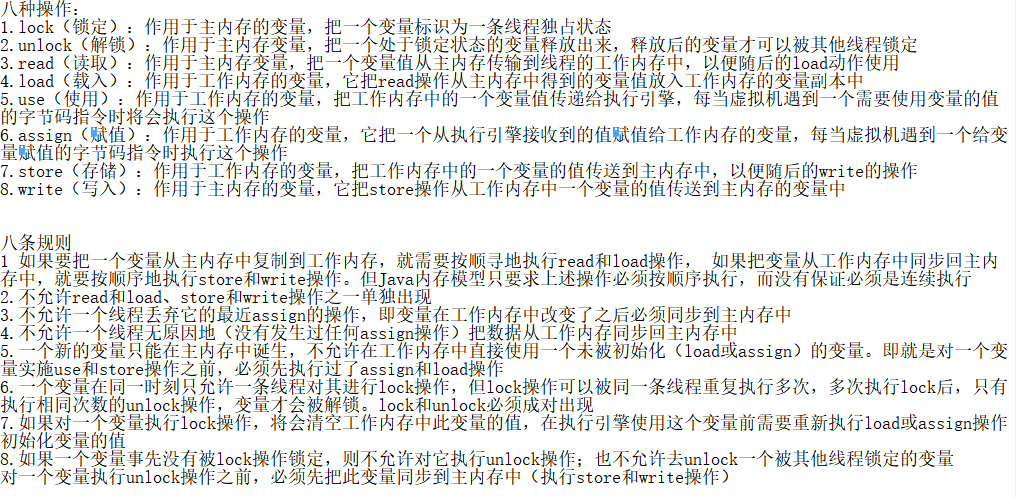 八种操作：
1.lock（锁定）：作用于主内存的变量，把一个变量标识为一条线程独占状态
2.unlock（解锁）：作用于主内存变量，把一个处于锁定状态的变量释放出来，释放后的变量才可以被其他线程锁定
3.read（读取）：作用于主内存变量，把一个变量值从主内存传输到线程的工作内存中，以便随后的load动作使用
4.load（载入）：作用于工作内存的变量，它把read操作从主内存中得到的变量值放入工作内存的变量副本中
5.use（使用）：作用于工作内存的变量，把工作内存中的一个变量值传递给执行引擎，每当虚拟机遇到一个需要使用变量的值
的字节码指令时将会执行这个操作
6.assign（赋值）：作用于工作内存的变量，它把一个从执行引擎接收到的值赋值给工作内存的变量，每当虚拟机遇到一个给变
量赋值的字节码指令时执行这个操作
7.store（存储）：作用于工作内存的变量，把工作内存中的一个变量的值传送到主内存中，以便随后的write的操作
8.write（写入）：作用于主内存的变量，它把store操作从工作内存中一个变量的值传送到主内存的变量中
八条规则
1 如果要把一个变量从主内存中复制到工作内存，就需要按顺寻地执行read和load操作， 如果把变量从工作内存中同步回主内
存中，就要按顺序地执行store和write操作。但Java内存模型只要求上述操作必须按顺序执行，而没有保证必须是连续执行
2.不允许read和load、store和write操作之一单独出现
3.不允许一个线程丢弃它的最近assign的操作，即变量在工作内存中改变了之后必须同步到主内存中
4.不允许一个线程无原因地（没有发生过任何assign操作）把数据从工作内存同步回主内存中
5.一个新的变量只能在主内存中诞生，不允许在工作内存中直接使用一个未被初始化（load或assign）的变量。即就是对一个变
量实施use和store操作之前，必须先执行过了assign和load操作
6.一个变量在同一时刻只允许一条线程对其进行lock操作，但lock操作可以被同一条线程重复执行多次，多次执行lock后，只有
执行相同次数的unlock操作，变量才会被解锁。lock和unlock必须成对出现
7.如果对一个变量执行lock操作，将会清空工作内存中此变量的值，在执行引擎使用这个变量前需要重新执行load或assign操作
初始化变量的值
8.如果一个变量事先没有被lock操作锁定，则不允许对它执行unlock操作；也不允许去unlock一个被其他线程锁定的变量
对一个变量执行unlock操作之前，必须先把此变量同步到主内存中（执行store和write操作）